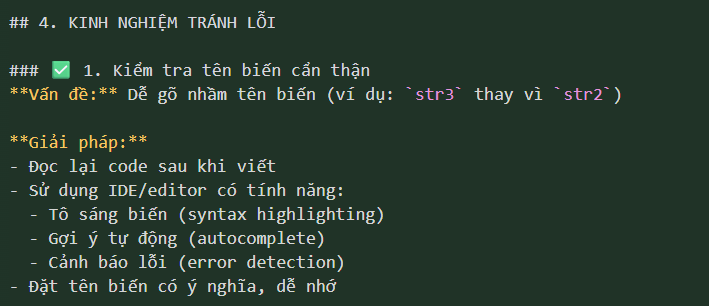 ## 4. KINH NGHIỆM TRÁNH LỖI
### ✅ 1. Kiểm tra tên biến cẩn thận
**Vấn đề:** Dễ gõ nhầm tên biến (ví dụ: `str3` thay vì `str2`)
**Giải pháp:**
- Đọc lại code sau khi viết
- Sử dụng IDE/editor có tính năng:
  - Tô sáng biến (syntax highlighting)
  - Gợi ý tự động (autocomplete)
  - Cảnh báo lỗi (error detection)
- Đặt tên biến có ý nghĩa, dễ nhớ